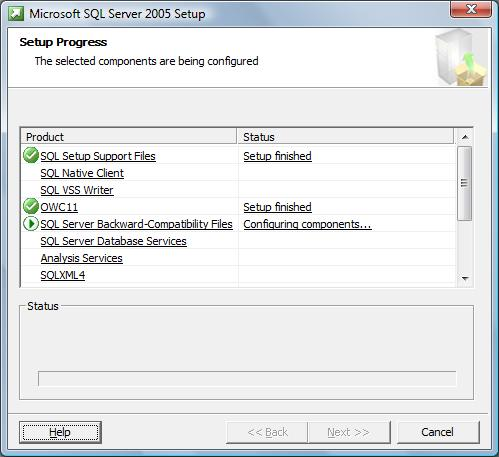 Microsoft SQL Server 2005 Setup
Setup Progress
The selected components are being configured
Product Status
SQL Setup Support Files Setup finished
SQL Native Client
SQL VSS Writer
OWC11 Setup finished
SQL Server Backward-Compatibility Files Configuring components...
SQL Server Database Services
Analysis Services
SQLXML4
Status
Help << Back Next >> Cancel